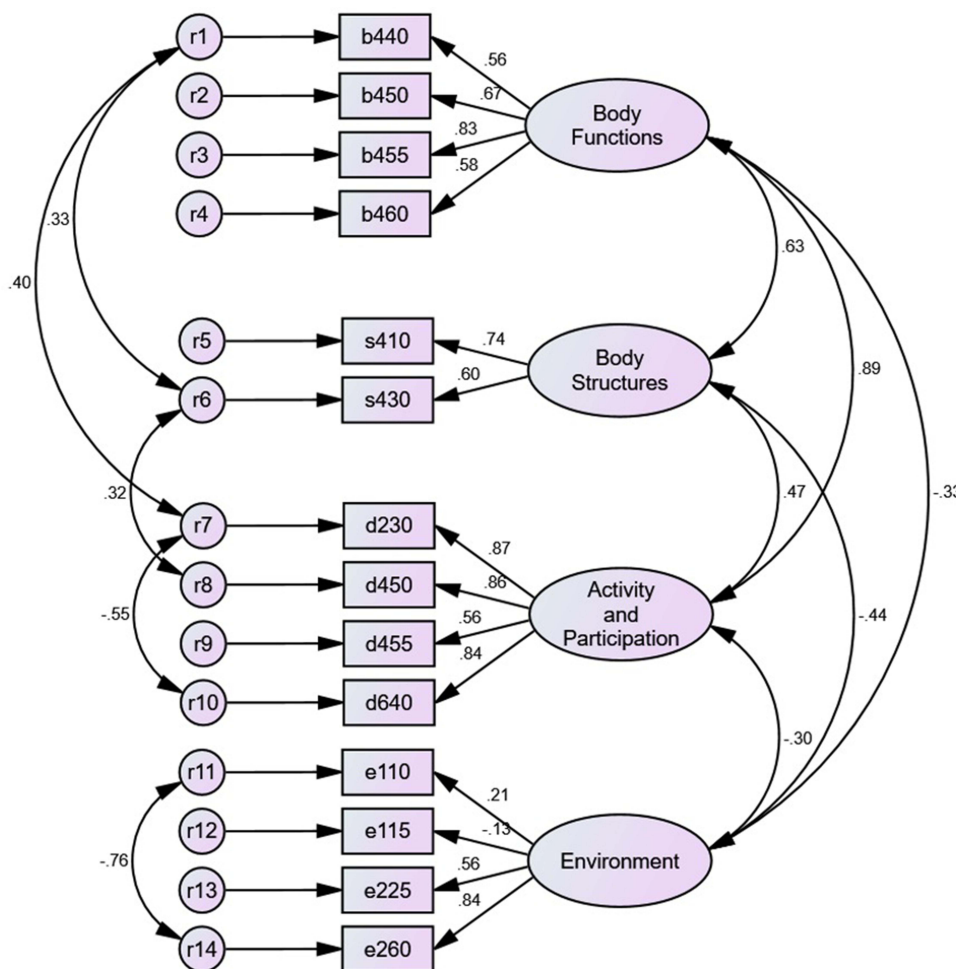 r1
b440
.56
r2
b450
.67
r3
b455
.83
r4
b460
.58
Body
Functions
.33
.40
.63
r5
s410
.74
r6
s430
.60
Body
Structures
.89
.32
.47
-.33
r7
d230
.87
r8
d450
.86
r9
d455
.56
r10
d640
.84
Activity
and
Participation
-.55
-.44
-.30
r11
e110
.21
r12
e115
-.13
r13
e225
.56
r14
e260
.84
Environment
-.76